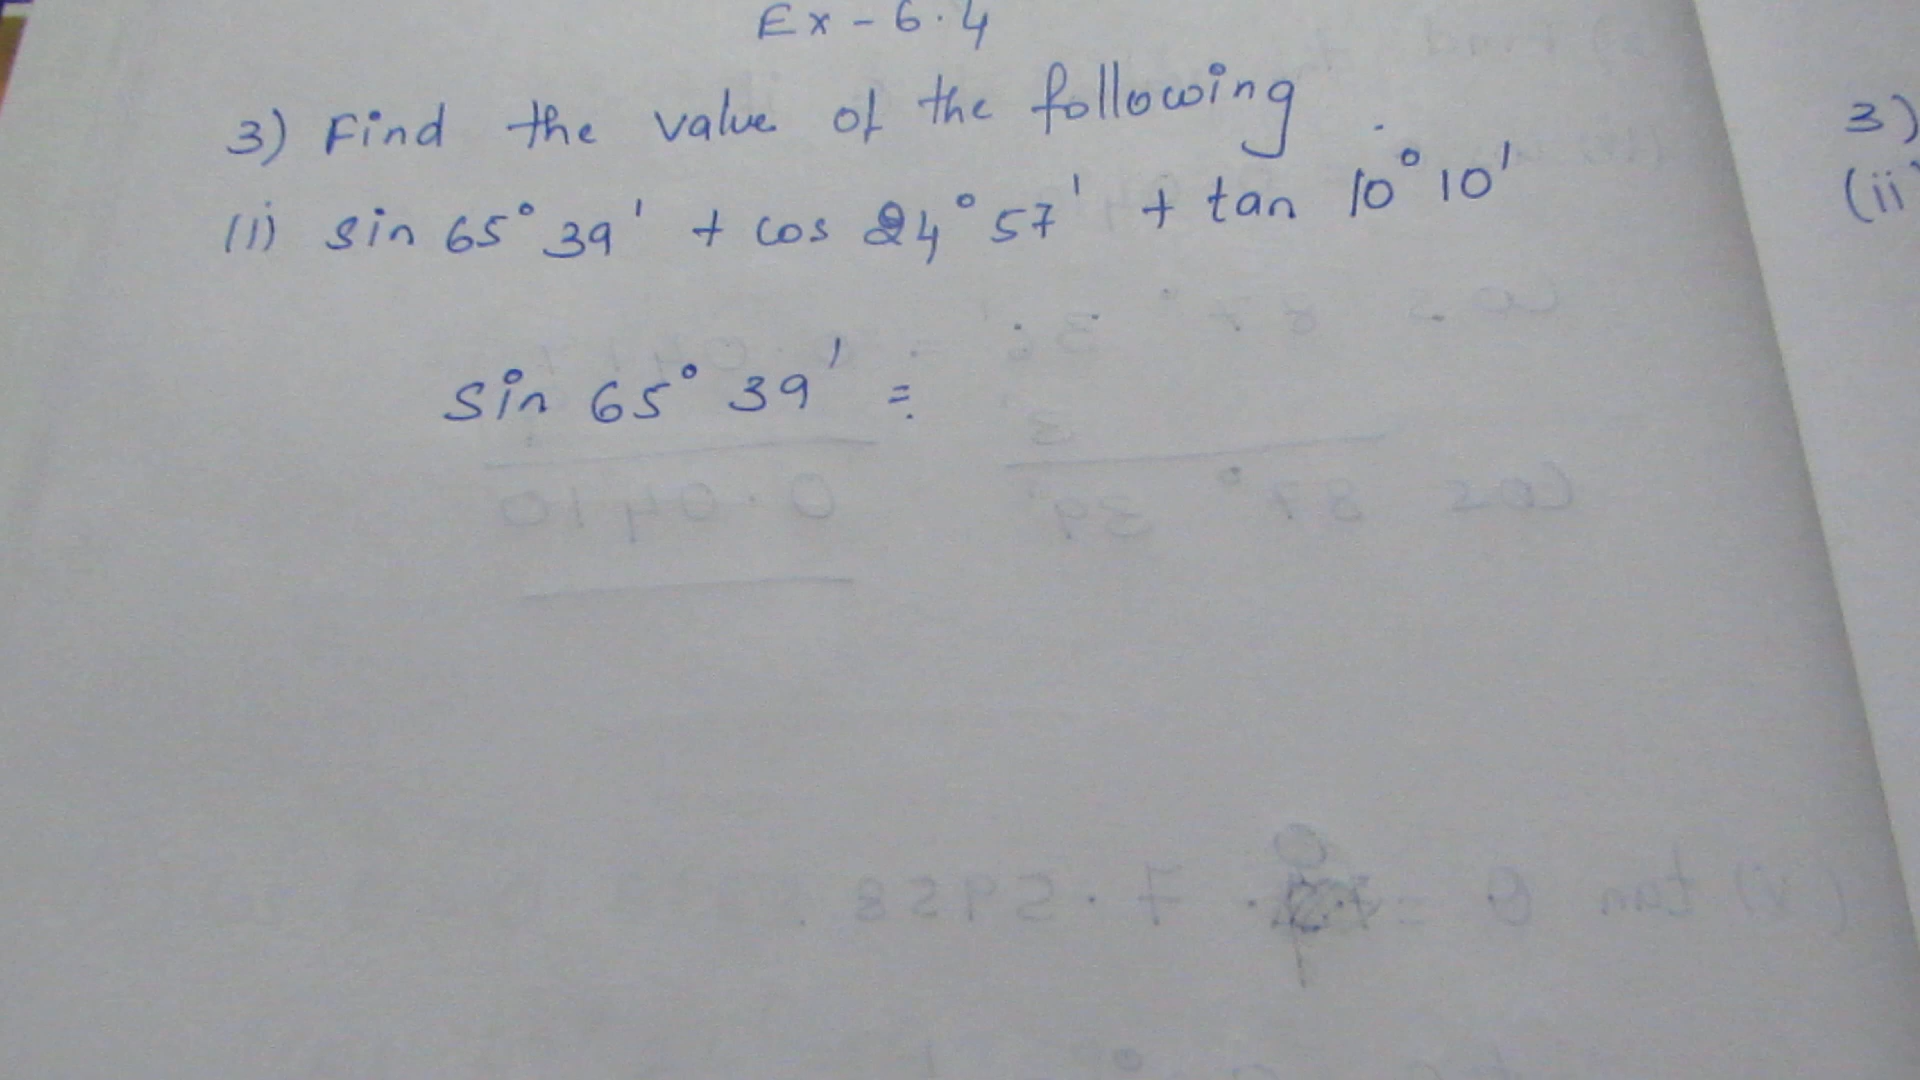 Ex - 6.4
3) Find the value of the following
(i) sin 65° 39' + cos 24° 57' + tan 10° 10'
sin 65° 39' =
3)
(ii)